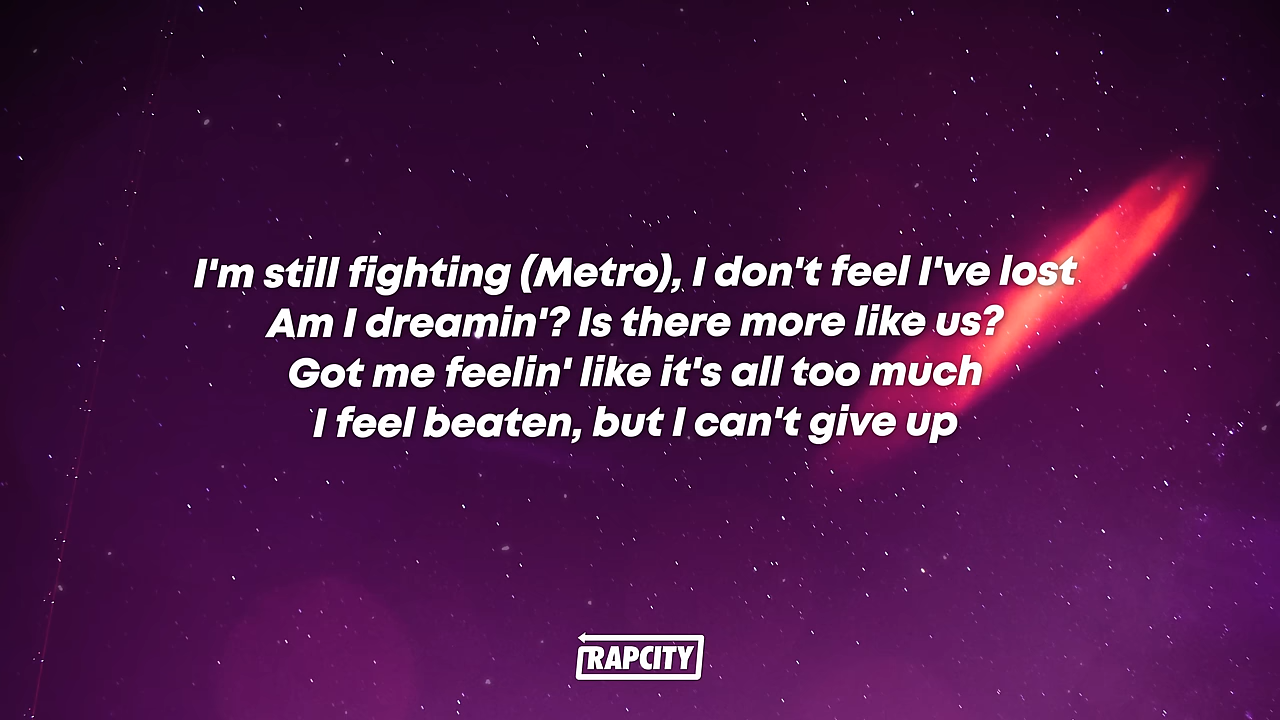 I'm still fighting (Metro), I don't feel I've lost
Am I dreamin'? Is there more like us?
Got me feelin' like it's all too much
I feel beaten, but I can't give up
RAPCITY